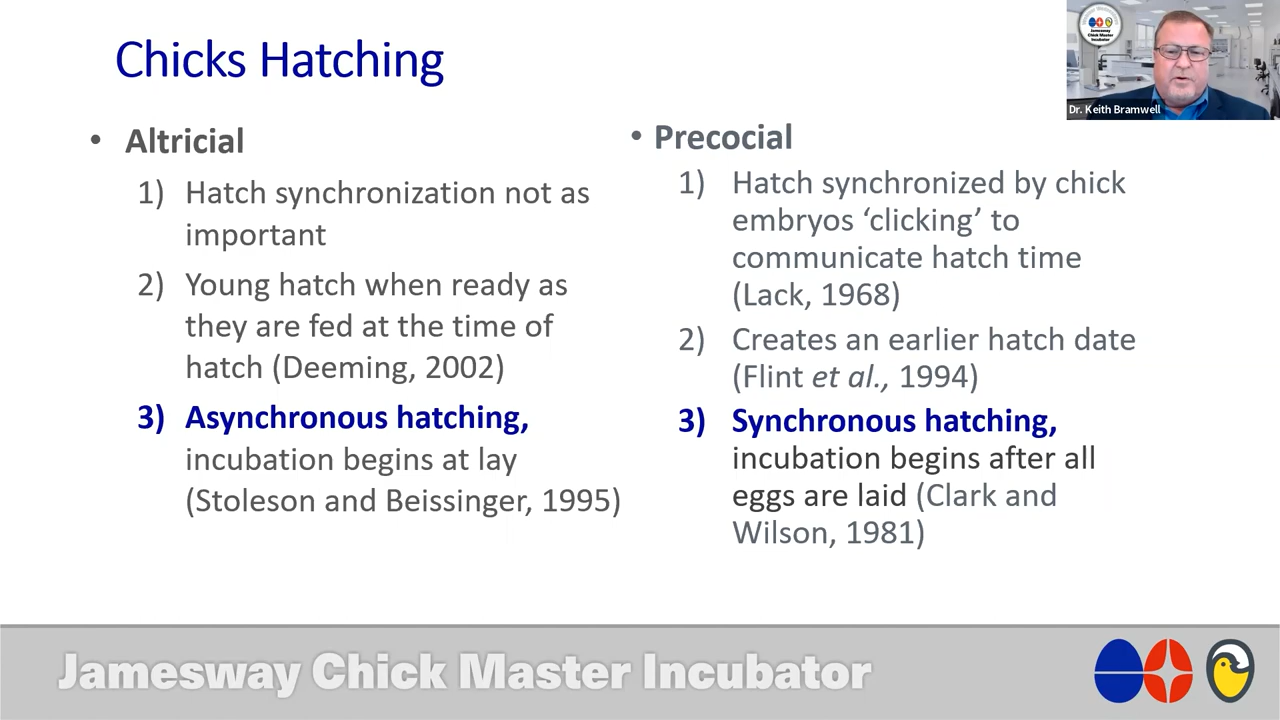 Chicks Hatching
• Altricial
1) Hatch synchronization not as
important
2) Young hatch when ready as
they are fed at the time of
hatch (Deeming, 2002)
3) Asynchronous hatching,
incubation begins at lay
(Stoleson and Beissinger, 1995)
• Precocial
1) Hatch synchronized by chick
embryos ‘clicking’ to
communicate hatch time
(Lack, 1968)
2) Creates an earlier hatch date
(Flint et al., 1994)
3) Synchronous hatching,
incubation begins after all
eggs are laid (Clark and
Wilson, 1981)
Jamesway
Chick Master
Incubator
Dr. Keith Bramwell
Jamesway Chick Master Incubator